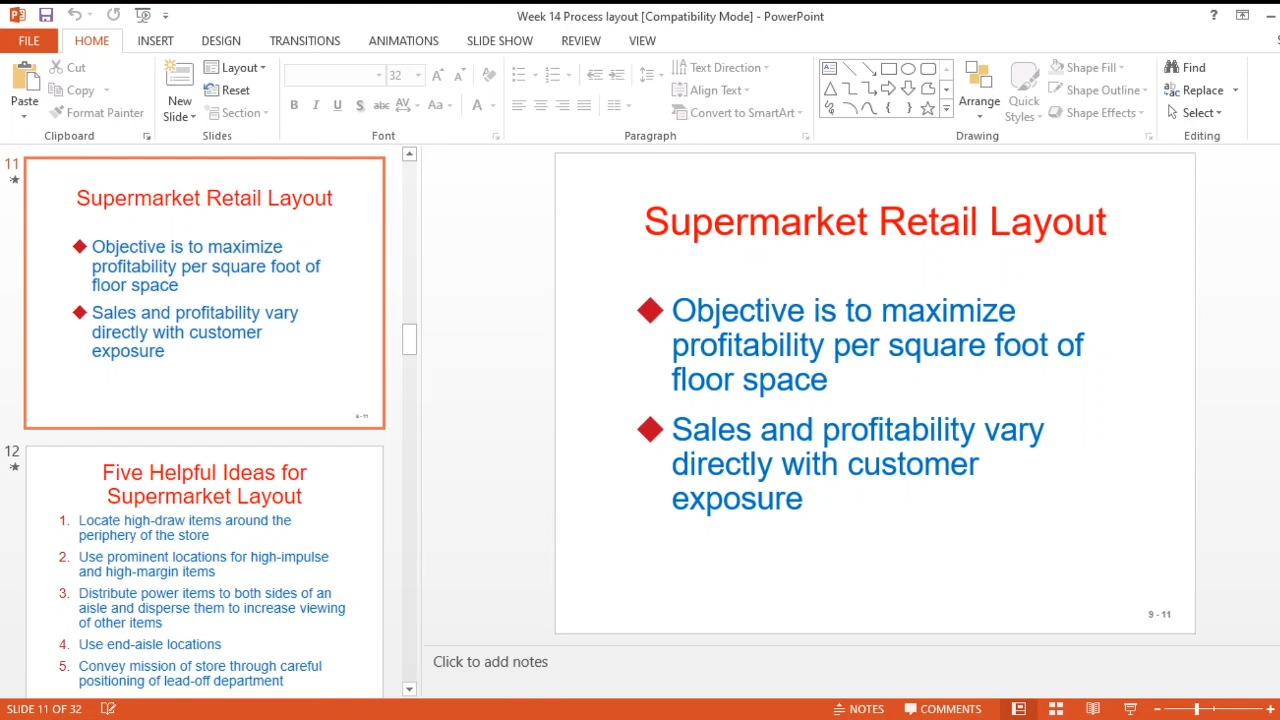 Week 14 Process layout [Compatibility Mode] - PowerPoint
?
FILE HOME INSERT DESIGN TRANSITIONS ANIMATIONS SLIDE SHOW REVIEW VIEW
Paste
Cut
Copy
Format Painter
Clipboard
New Slide
Layout
Reset
Section
Slides
32
B I U S abc AV Aa A
Font
Text Direction
Align Text
Convert to SmartArt
Paragraph
Arrange
Quick Styles
Shape Fill
Shape Outline
Shape Effects
Drawing
Find
Replace
Select
Editing
11
Supermarket Retail Layout
Objective is to maximize
profitability per square foot of
floor space
Sales and profitability vary
directly with customer
exposure
9 - 11
12
Five Helpful Ideas for
Supermarket Layout
1. Locate high-draw items around the
periphery of the store
2. Use prominent locations for high-impulse
and high-margin items
3. Distribute power items to both sides of an
aisle and disperse them to increase viewing
of other items
4. Use end-aisle locations
5. Convey mission of store through careful
positioning of lead-off department
Supermarket Retail Layout
Objective is to maximize
profitability per square foot of
floor space
Sales and profitability vary
directly with customer
exposure
9 - 11
Click to add notes
SLIDE 11 OF 32
NOTES
COMMENTS